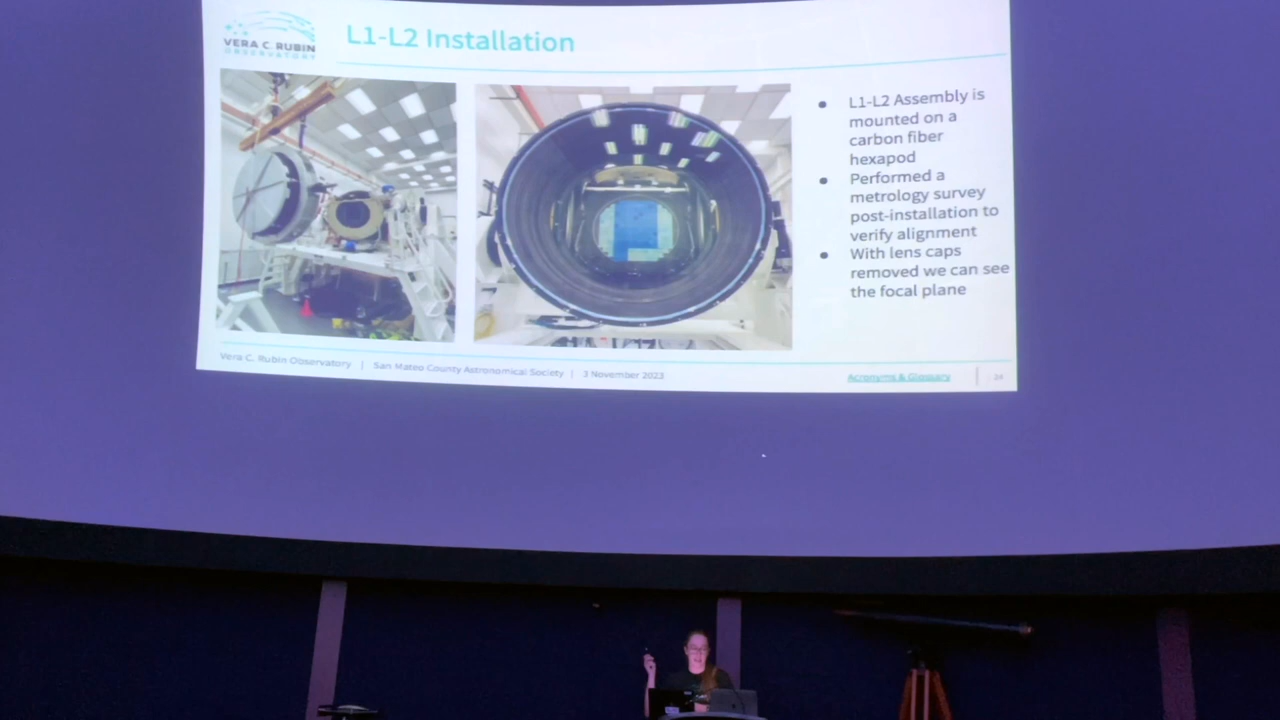 VERA C. RUBIN
OBSERVATORY
L1-L2 Installation
L1-L2 Assembly is
mounted on a
carbon fiber
hexapod
Performed a
metrology survey
post-installation to
verify alignment
With lens caps
removed we can see
the focal plane
Vera C. Rubin Observatory | San Mateo County Astronomical Society | 3 November 2023
Acronyms & Glossary
24